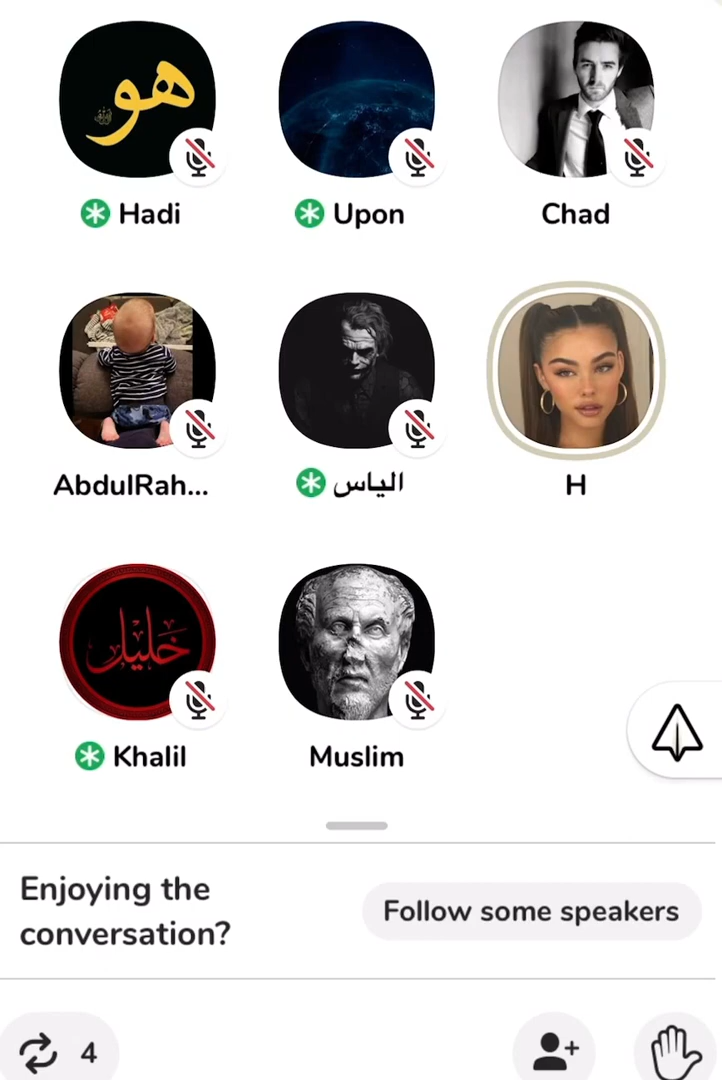 هو
Hadi
Upon
Chad
AbdulRah...
الياس
H
خليل
Khalil
Muslim
Enjoying the
conversation?
Follow some speakers
4